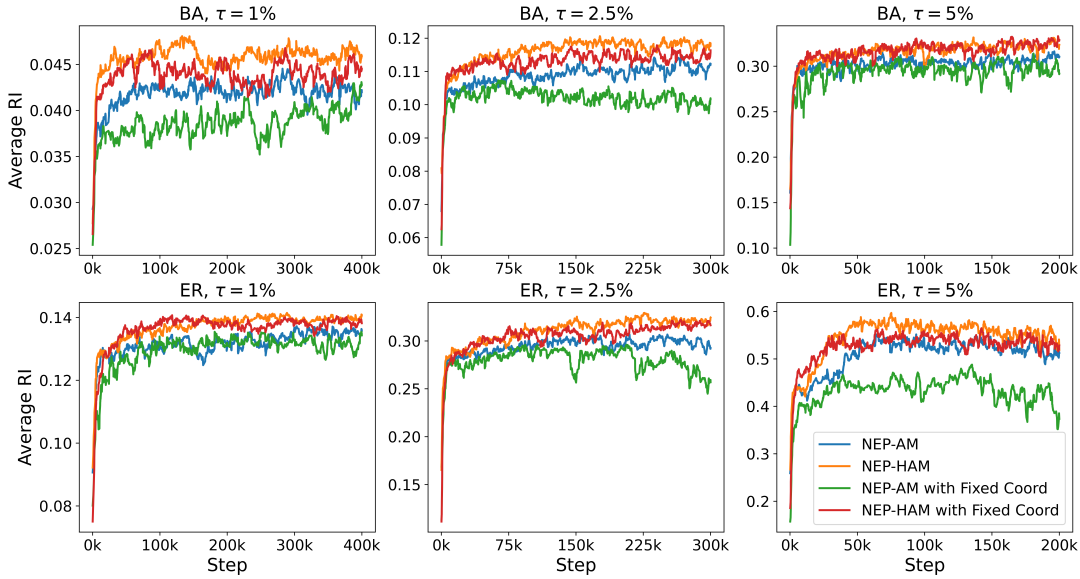 BA, τ = 1%
BA, τ = 2.5%
BA, τ = 5%
Average RI
0.045
0.040
0.035
0.030
0.025
0k 100k 200k 300k 400k
0.12
0.11
0.10
0.09
0.08
0.07
0.06
0k 75k 150k 225k 300k
0.30
0.25
0.20
0.15
0.10
0k 50k 100k 150k 200k
ER, τ = 1%
ER, τ = 2.5%
ER, τ = 5%
Average RI
0.14
0.12
0.10
0.08
0k 100k 200k 300k 400k
Step
0.30
0.25
0.20
0.15
0k 75k 150k 225k 300k
Step
0.6
0.5
0.4
0.3
0.2
NEP-AM
NEP-HAM
NEP-AM with Fixed Coord
NEP-HAM with Fixed Coord
0k 50k 100k 150k 200k
Step